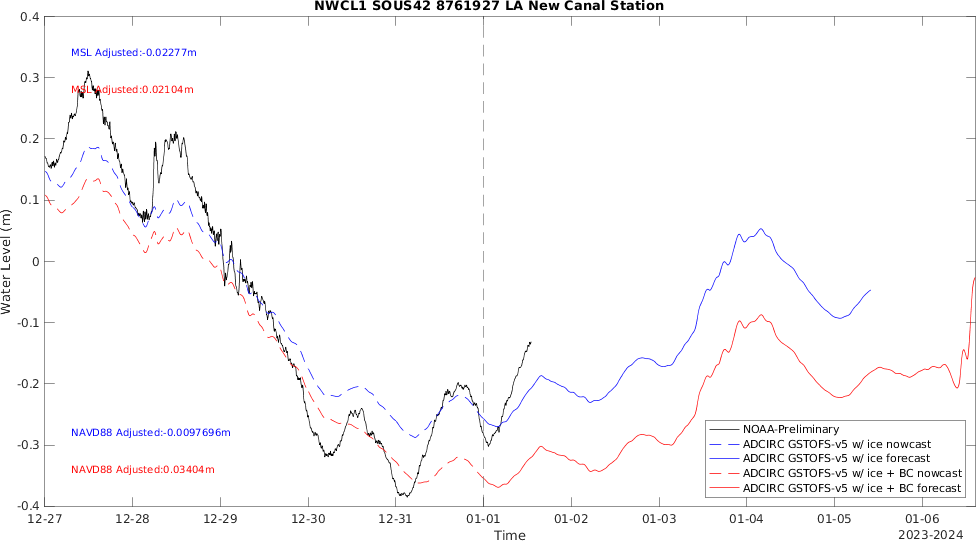 NWCL1 SOUS42 8761927 LA New Canal Station
0.4
0.3
0.2
0.1
0
-0.1
-0.2
-0.3
-0.4
Water Level (m)
MSL Adjusted:-0.02277m
MSL Adjusted:0.02104m
NAVD88 Adjusted:-0.0097696m
NAVD88 Adjusted:0.03404m
NOAA-Preliminary
ADCIRC GSTOFS-v5 w/ ice nowcast
ADCIRC GSTOFS-v5 w/ ice forecast
ADCIRC GSTOFS-v5 w/ ice + BC nowcast
ADCIRC GSTOFS-v5 w/ ice + BC forecast
12-27 12-28 12-29 12-30 12-31 01-01 01-02 01-03 01-04 01-05 01-06
Time
2023-2024